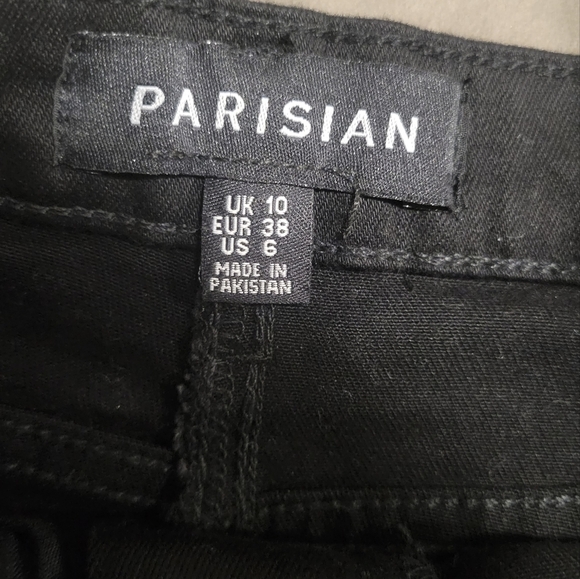 PARISIAN
UK 10
EUR 38
US 6
MADE IN
PAKISTAN